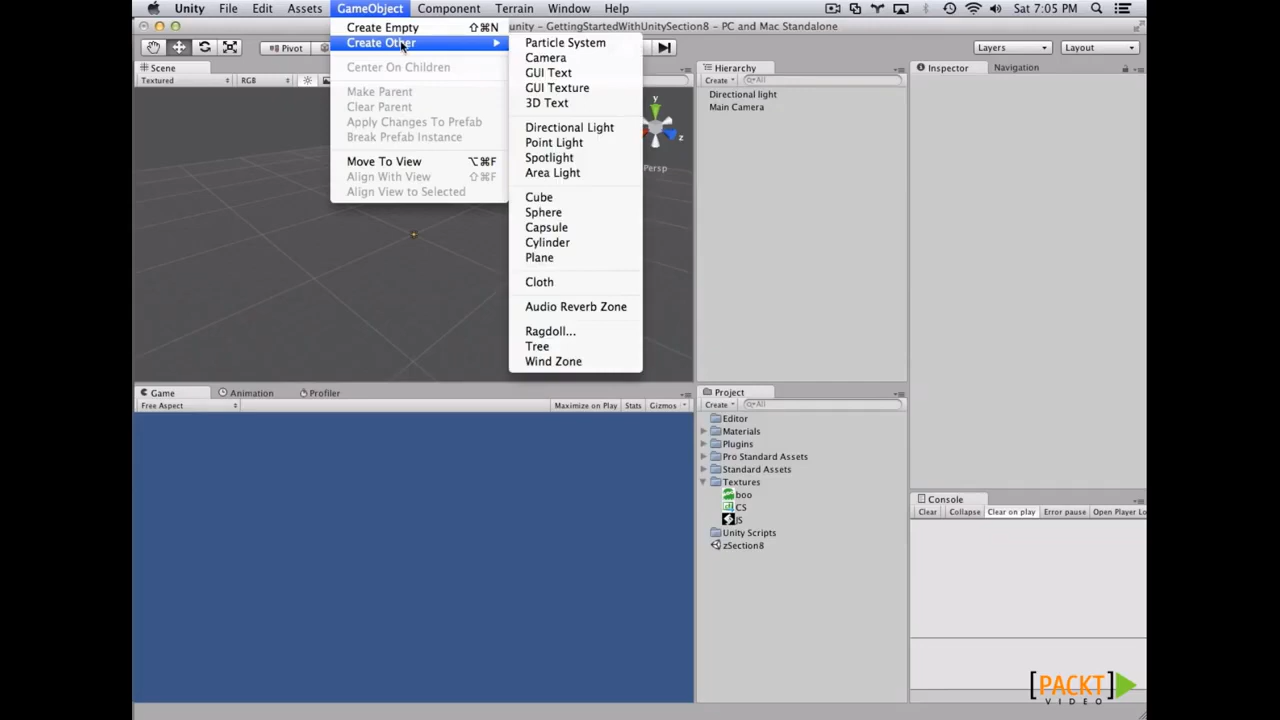 Unity File Edit Assets GameObject Component Terrain Window Help Sat 7:05 PM
unity - GettingStartedWithUnitySection8 - PC and Mac Standalone
Pivot Layers Layout
Create Empty ⇧⌘N
Create Other
Center On Children
Make Parent
Clear Parent
Apply Changes To Prefab
Break Prefab Instance
Move To View ⌥⌘F
Align With View ⇧⌘F
Align View to Selected
Particle System
Camera
GUI Text
GUI Texture
3D Text
Directional Light
Point Light
Spotlight
Area Light
Cube
Sphere
Capsule
Cylinder
Plane
Cloth
Audio Reverb Zone
Ragdoll...
Tree
Wind Zone
Scene
Textured RGB
y
z
Persp
Hierarchy
Create All
Directional light
Main Camera
Inspector Navigation
Game Animation Profiler
Free Aspect Maximize on Play Stats Gizmos
Project
Create All
Editor
Materials
Plugins
Pro Standard Assets
Standard Assets
Textures
boo
CS
JS
Unity Scripts
zSection8
Console
Clear Collapse Clear on play Error pause Open Player Lo
[PACKT]
VIDEO